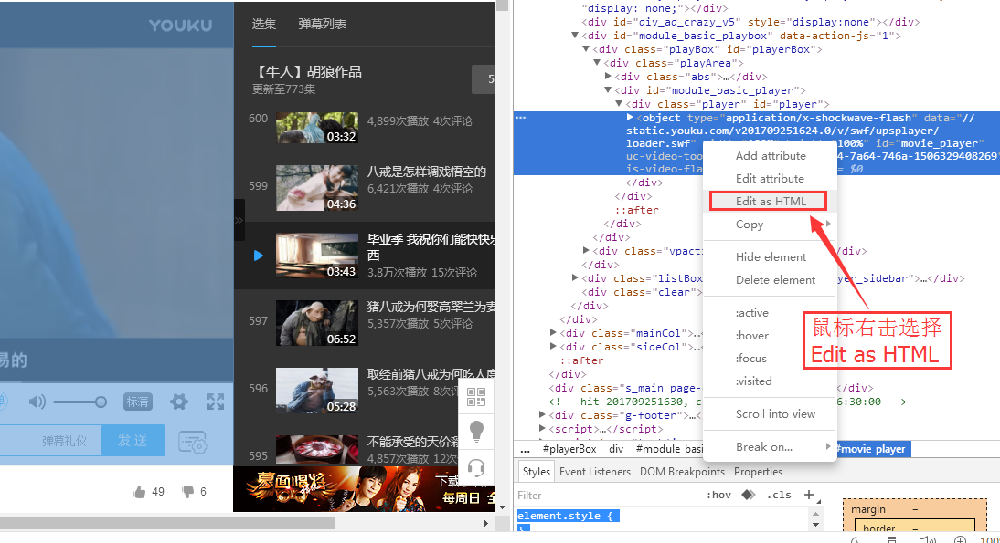 YOUKU
易的
标清
弹幕礼仪
发 送
49
6
选集 弹幕列表
【牛人】胡狼作品
更新至773集
5
600
03:32
4,899次播放 4次评论
599
04:36
八戒是怎样调戏悟空的
6,421次播放 4次评论
03:43
毕业季 我祝你们能快快乐
西
3.8万次播放 15次评论
597
06:52
猪八戒为何娶高翠兰为妻
5,357次播放 5次评论
596
05:28
取经前猪八戒为何吃人度
5,563次播放 8次评
595
不能承受的天价彩
4,857次播放 12次
蒙面唱将
下载
每周日 全
"display: none;"></div>
<div id="div_ad_crazy_v5" style="display:none"></div>
<div id="module_basic_playbox" data-action-js="1">
<div class="playBox" id="playerBox">
<div class="playArea">
<div class="abs">…</div>
<div id="module_basic_player">
<div class="player" id="player">
<object type="application/x-shockwave-flash" data="//
static.youku.com/v201709251624.0/v/swf/upsplayer/
loader.swf" 100%" id="movie_player"
uc-video-too 4-7a64-746a-1506329408269"
is-video-fla = $0
</div>
</div>
::after
</div>
</div>
<div class="vpacti </div>
</div>
<div class="listBox yer_sidebar">…</div>
<div class="clear">
</div>
</div>
<div class="mainCol">…
<div class="sideCol">…
::after
</div>
<div class="s_main page-
<!-- hit 201709251630, c 6:30:00 -->
<div class="g-footer">…
<script>…</script>
Add attribute
Edit attribute
Edit as HTML
Copy
Hide element
Delete element
:active
:hover
:focus
:visited
Scroll into view
Break on...
鼠标右击选择
Edit as HTML
... #playerBox div #module_basi #movie_player
Styles Event Listeners DOM Breakpoints Properties
Filter :hov .cls +
element.style {
}
margin –
border –
100%